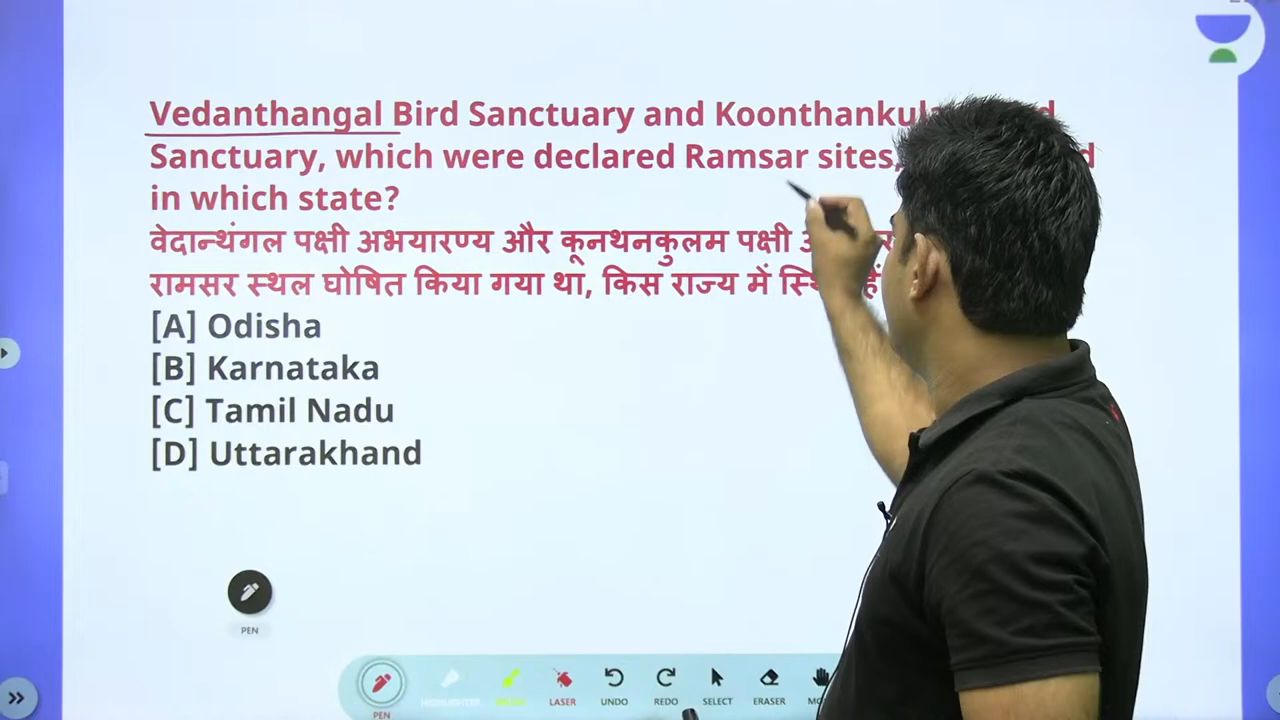 Vedanthangal Bird Sanctuary and
Sanctuary, which were declared Ramsar sites,
in which state?
वेदान्थंगल पक्षी अभयारण्य और कूनथनकुलम पक्षी
रामसर स्थल घोषित किया गया था, किस राज्य में
[A] Odisha
[B] Karnataka
[C] Tamil Nadu
[D] Uttarakhand
PEN
PEN
HIGHLIGHTER
LASER
UNDO
REDO
SELECT
ERASER